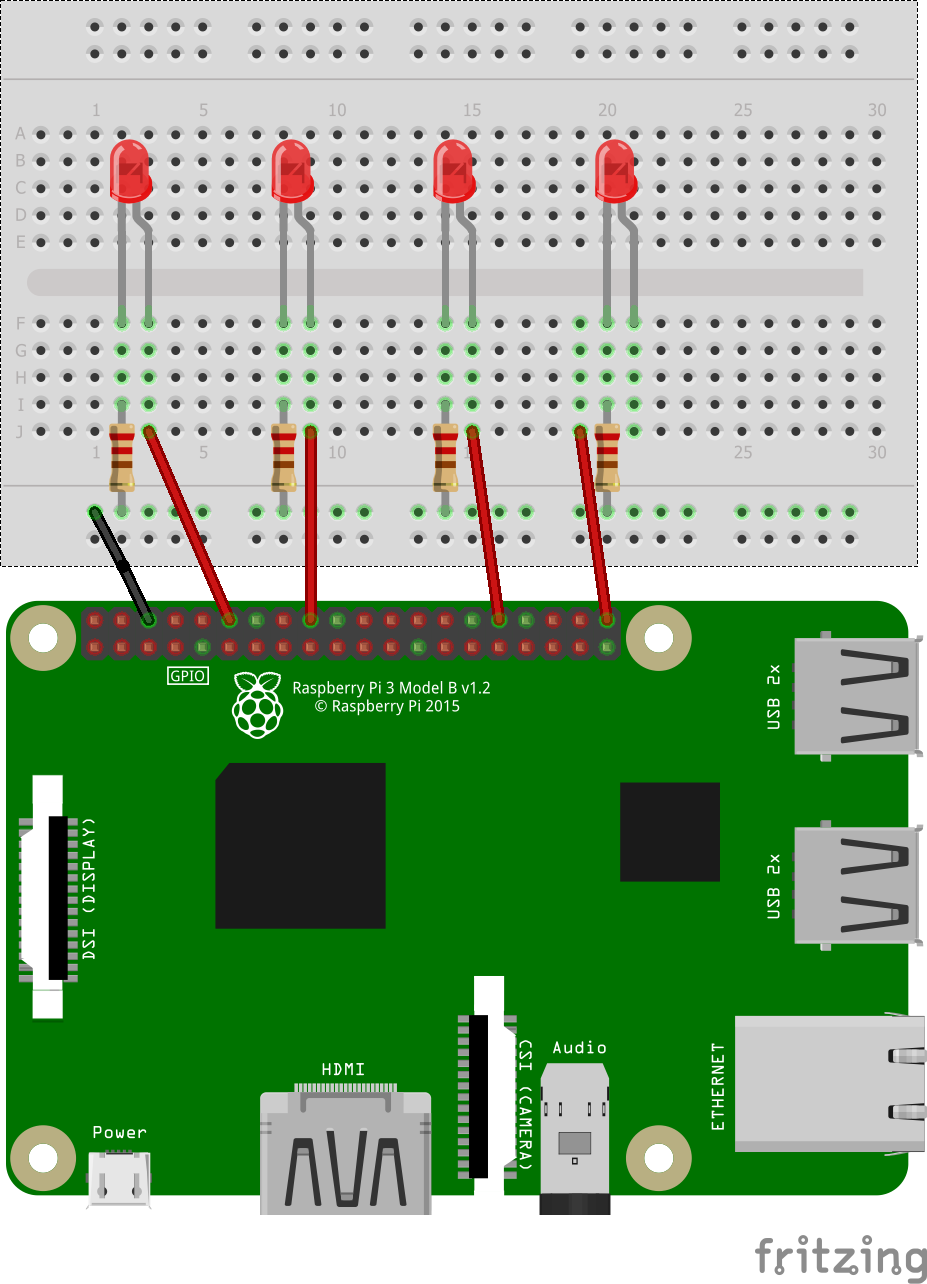 1 5 10 15 20 25 30
A
B
C
D
E
F
G
H
I
J
1 5 10 1 25 30
GPIO
Raspberry Pi 3 Model B v1.2
© Raspberry Pi 2015
USB 2x
DSI (DISPLAY)
USB 2x
HDMI
CSI (CAMERA)
Audio
ETHERNET
Power
fritzing